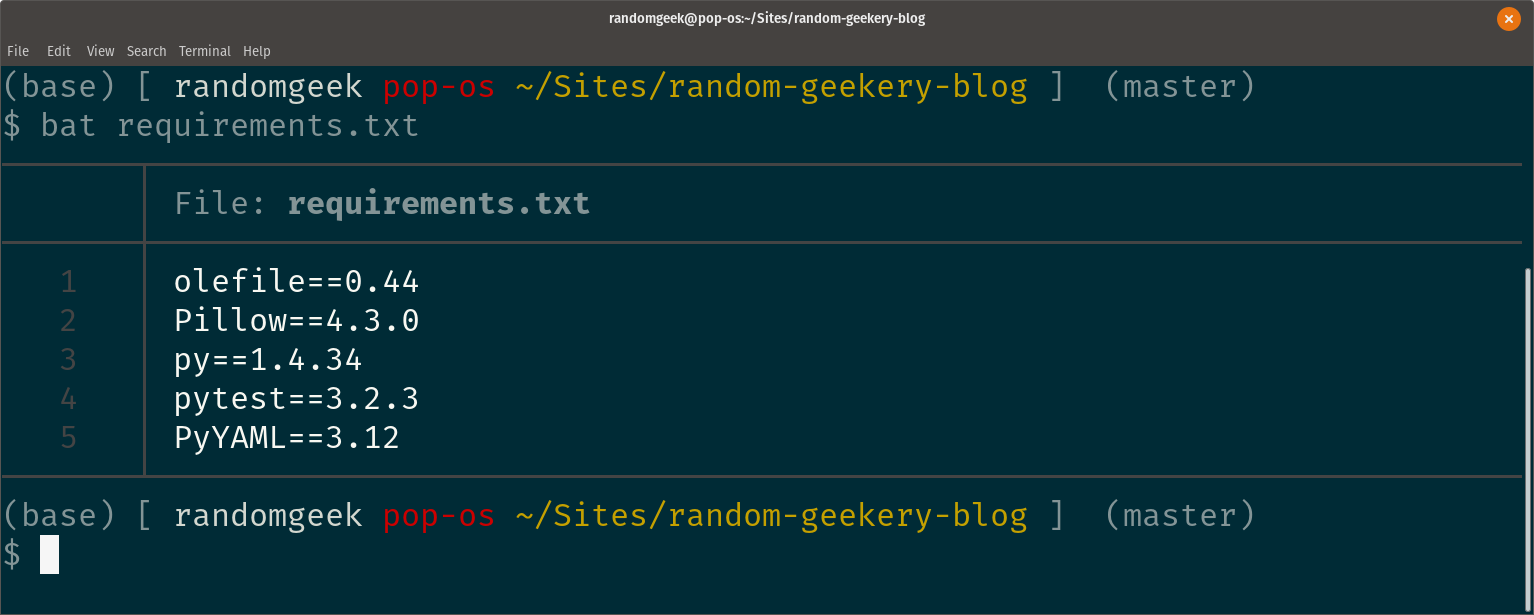 randomgeek@pop-os:~/Sites/random-geekery-blog
File Edit View Search Terminal Help
(base) [ randomgeek pop-os ~/Sites/random-geekery-blog ]  (master)
$ bat requirements.txt
File: requirements.txt
1 olefile==0.44
2 Pillow==4.3.0
3 py==1.4.34
4 pytest==3.2.3
5 PyYAML==3.12
(base) [ randomgeek pop-os ~/Sites/random-geekery-blog ]  (master)
$